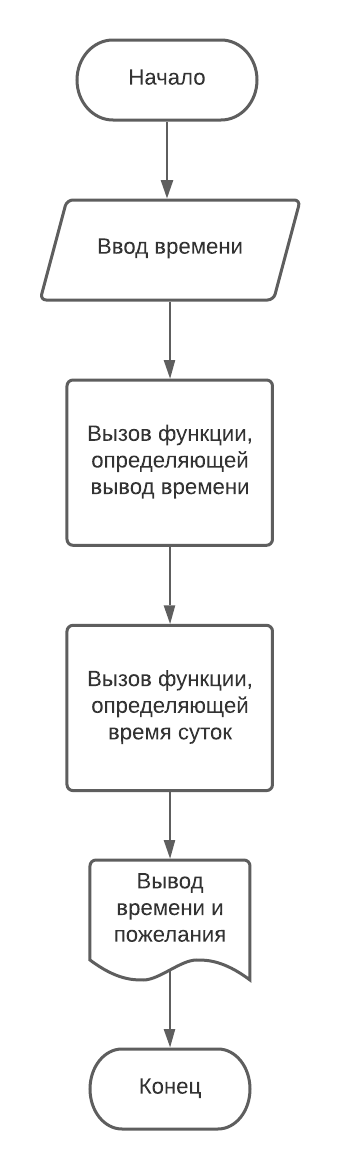 Начало
Ввод времени
Вызов функции,
определяющей
вывод времени
Вызов функции,
определяющей
время суток
Вывод
времени и
пожелания
Конец